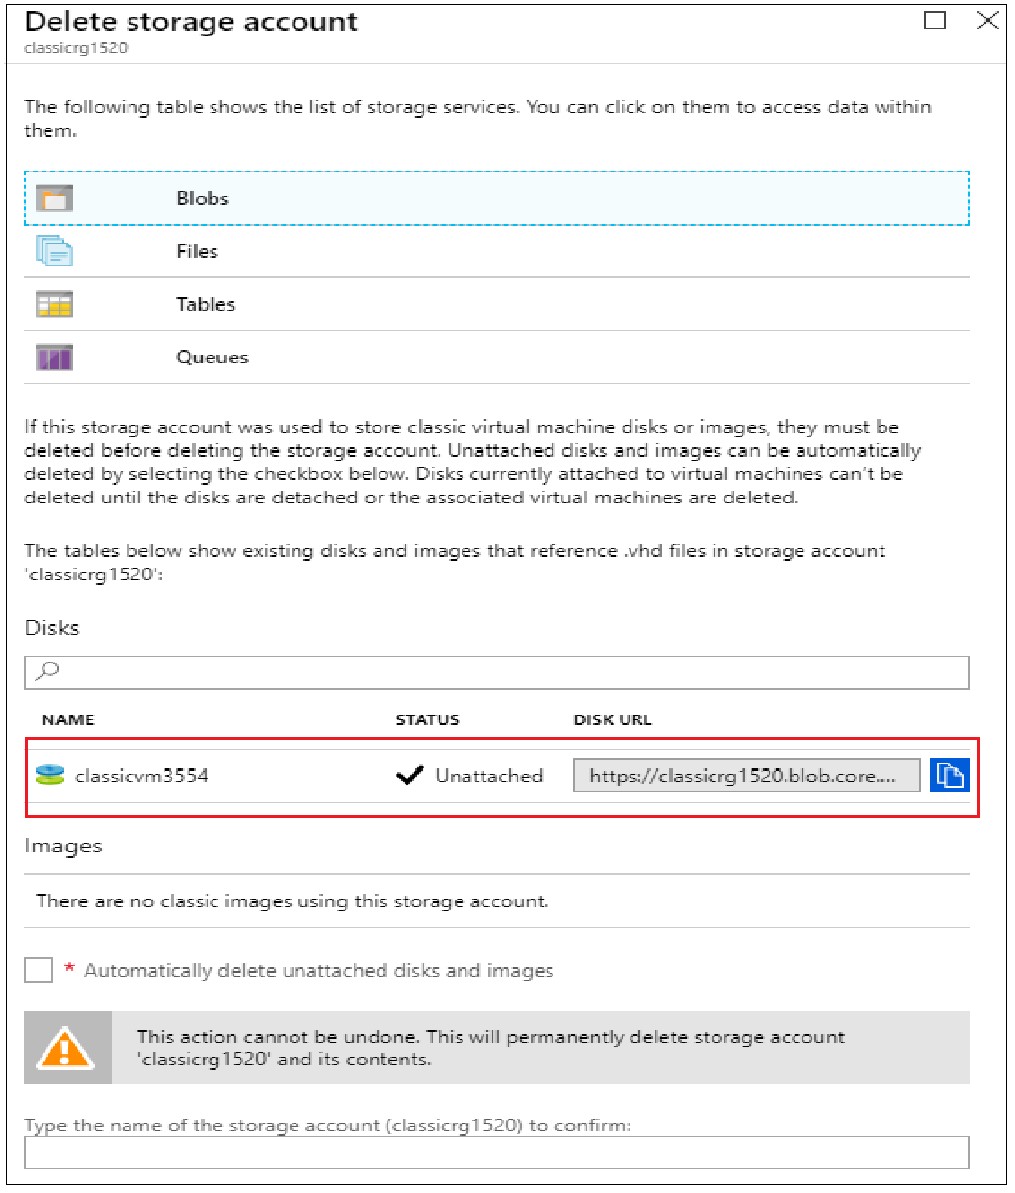 Delete storage account
classicrg1520
The following table shows the list of storage services. You can click on them to access data within
them.
Blobs
Files
Tables
Queues
If this storage account was used to store classic virtual machine disks or images, they must be
deleted before deleting the storage account. Unattached disks and images can be automatically
deleted by selecting the checkbox below. Disks currently attached to virtual machines can't be
deleted until the disks are detached or the associated virtual machines are deleted.
The tables below show existing disks and images that reference .vhd files in storage account
'classicrg1520':
Disks
NAME STATUS DISK URL
classicvm3554 Unattached https://classicrg1520.blob.core....
Images
There are no classic images using this storage account.
* Automatically delete unattached disks and images
This action cannot be undone. This will permanently delete storage account
'classicrg1520' and its contents.
Type the name of the storage account (classicrg1520) to confirm: